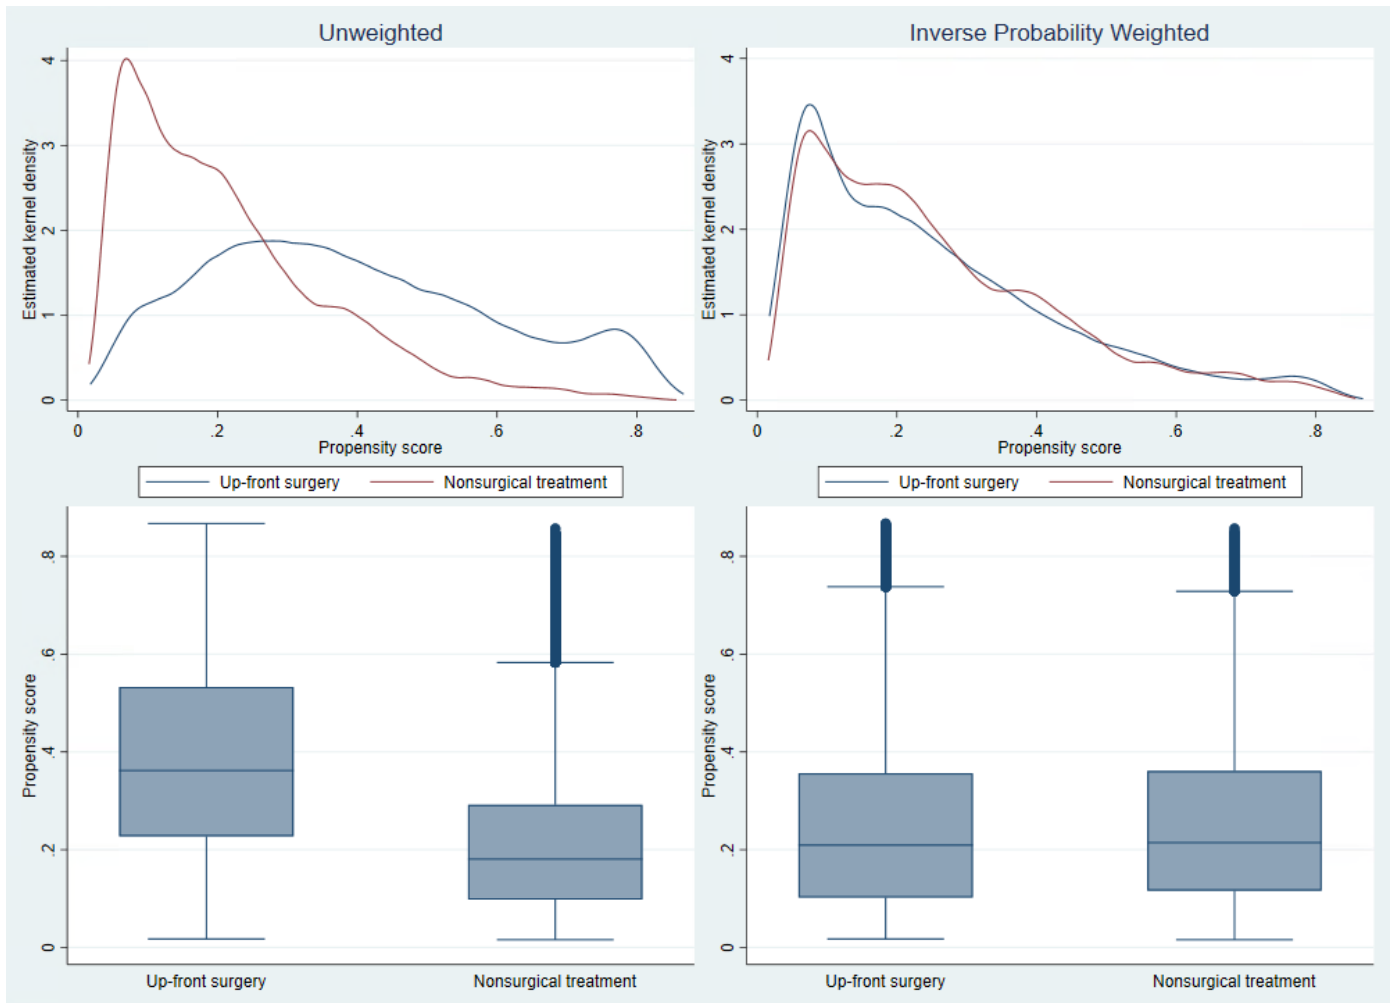 Unweighted
Inverse Probability Weighted
Estimated kernel density
4
3
2
1
0
0 .2 .4 .6 .8
Propensity score
Up-front surgery Nonsurgical treatment
Estimated kernel density
4
3
2
1
0
0 .2 .4 .6 .8
Propensity score
Up-front surgery Nonsurgical treatment
Propensity score
.8
.6
.4
.2
0
Up-front surgery Nonsurgical treatment
Propensity score
.8
.6
.4
.2
0
Up-front surgery Nonsurgical treatment